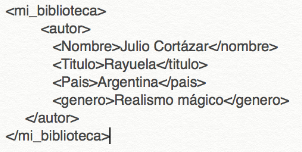 <mi_biblioteca>
<autor>
<Nombre>Julio Cortázar</nombre>
<Titulo>Rayuela</titulo>
<Pais>Argentina</pais>
<genero>Realismo mágico</genero>
</autor>
</mi_biblioteca>